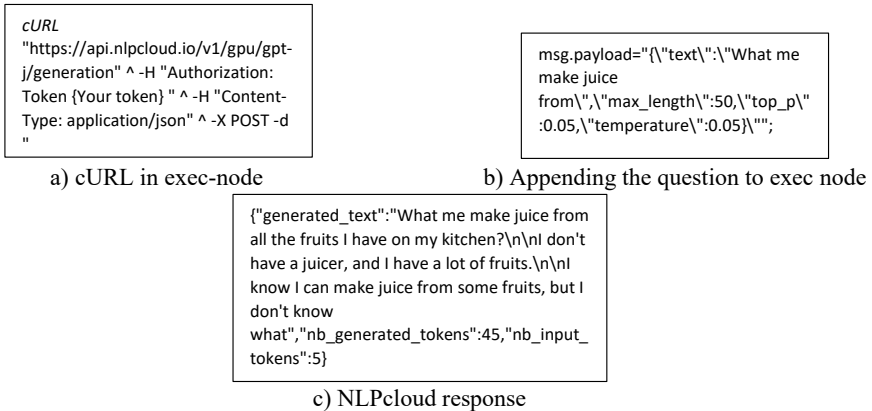 cURL
"https://api.nlpcloud.io/v1/gpu/gpt-
j/generation" ^ -H "Authorization:
Token {Your token} " ^ -H "Content-
Type: application/json" ^ -X POST -d
"
a) cURL in exec-node
msg.payload="{\"text\":\"What me
make juice
from\",\"max_length\":50,\"top_p\"
:0.05,\"temperature\":0.05}\"";
b) Appending the question to exec node
{"generated_text":"What me make juice from
all the fruits I have on my kitchen?\n\nI don't
have a juicer, and I have a lot of fruits.\n\nI
know I can make juice from some fruits, but I
don't know
what","nb_generated_tokens":45,"nb_input_
tokens":5}
c) NLPcloud response